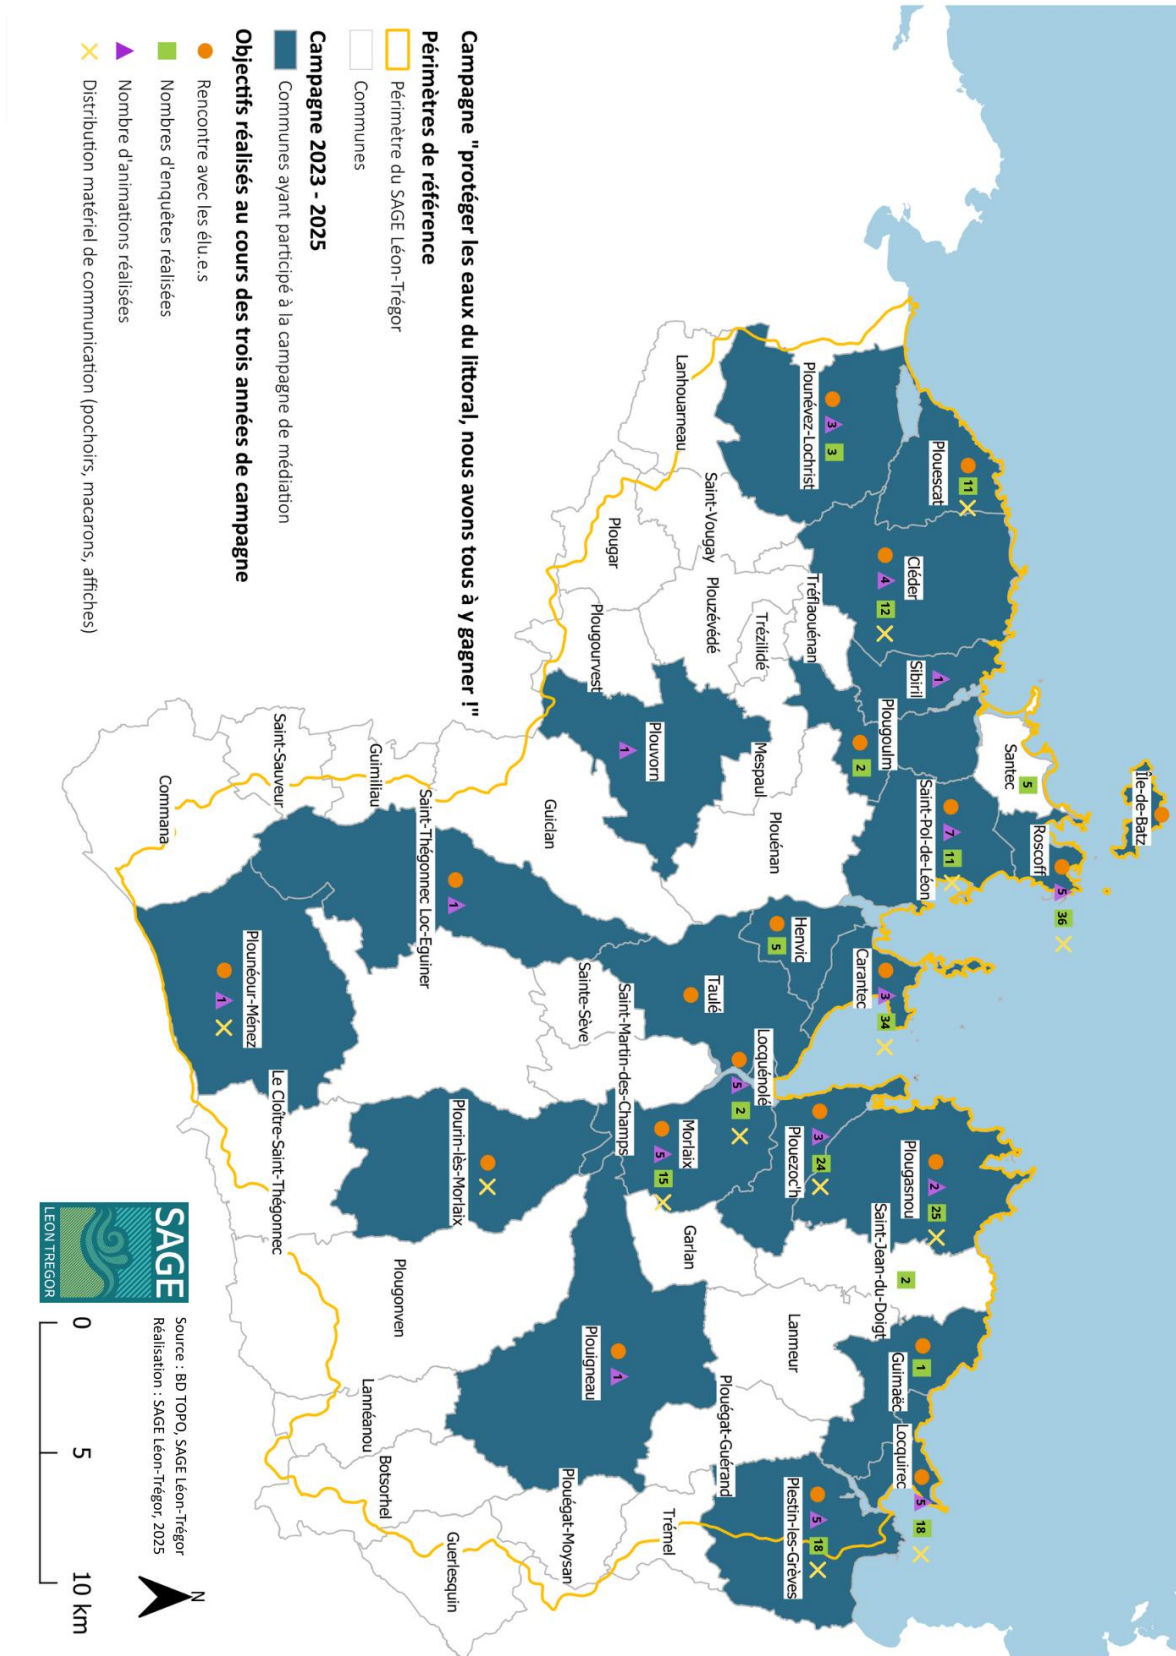 Campagne "protéger les eaux du littoral, nous avons tous à y gagner !"
Périmètres de référence
Périmètre du SAGE Léon-Trégor
Communes
Campagne 2023 - 2025
Communes ayant participé à la campagne de médiation
Objectifs réalisés au cours des trois années de campagne
Rencontre avec les élu.e.s
Nombres d'enquêtes réalisées
Nombre d'animations réalisées
Distribution matériel de communication (pochoirs, macarons, affiches)
Île-de-Batz
Roscoff
5 36
Santec
5
Saint-Pol-de-Léon
7 11
Plouescat
11
Cléder
4 12
Sibiril
1
Plougoulm
2
Plounévez-Lochrist
3 3
Carantec
3 34
Henvic
5
Plougasnou
2 25
Saint-Jean-du-Doigt
2
Guimaëc
1
Locquirec
5 18
Plouezoc'h
3 24
Plestin-les-Grèves
5 18
Locquénolé
5 2
Taulé
Morlaix
5 15
Lanmeur
Garlan
Plouégat-Guérand
Trémel
Tréflaouénan
Trézilidé
Mespaul
Plouénan
Saint-Vougay
Plouzévédé
Lanhouarneau
Plougar
Plougourvest
Plouvorn
1
Saint-Martin-des-Champs
Sainte-Sève
Guiclan
Plouigneau
1
Plouégat-Moysan
Saint-Thégonnec Loc-Eguiner
1
Plourin-lès-Morlaix
Guimiliau
Plougonven
Lannéanou
Botsorhel
Guerlesquin
Saint-Sauveur
Commana
Plounéour-Ménez
1
Le Cloître-Saint-Thégonnec
SAGE
LEON TREGOR
Source : BD TOPO, SAGE Léon-Trégor
Réalisation : SAGE Léon-Trégor, 2025
N
0 5 10 km